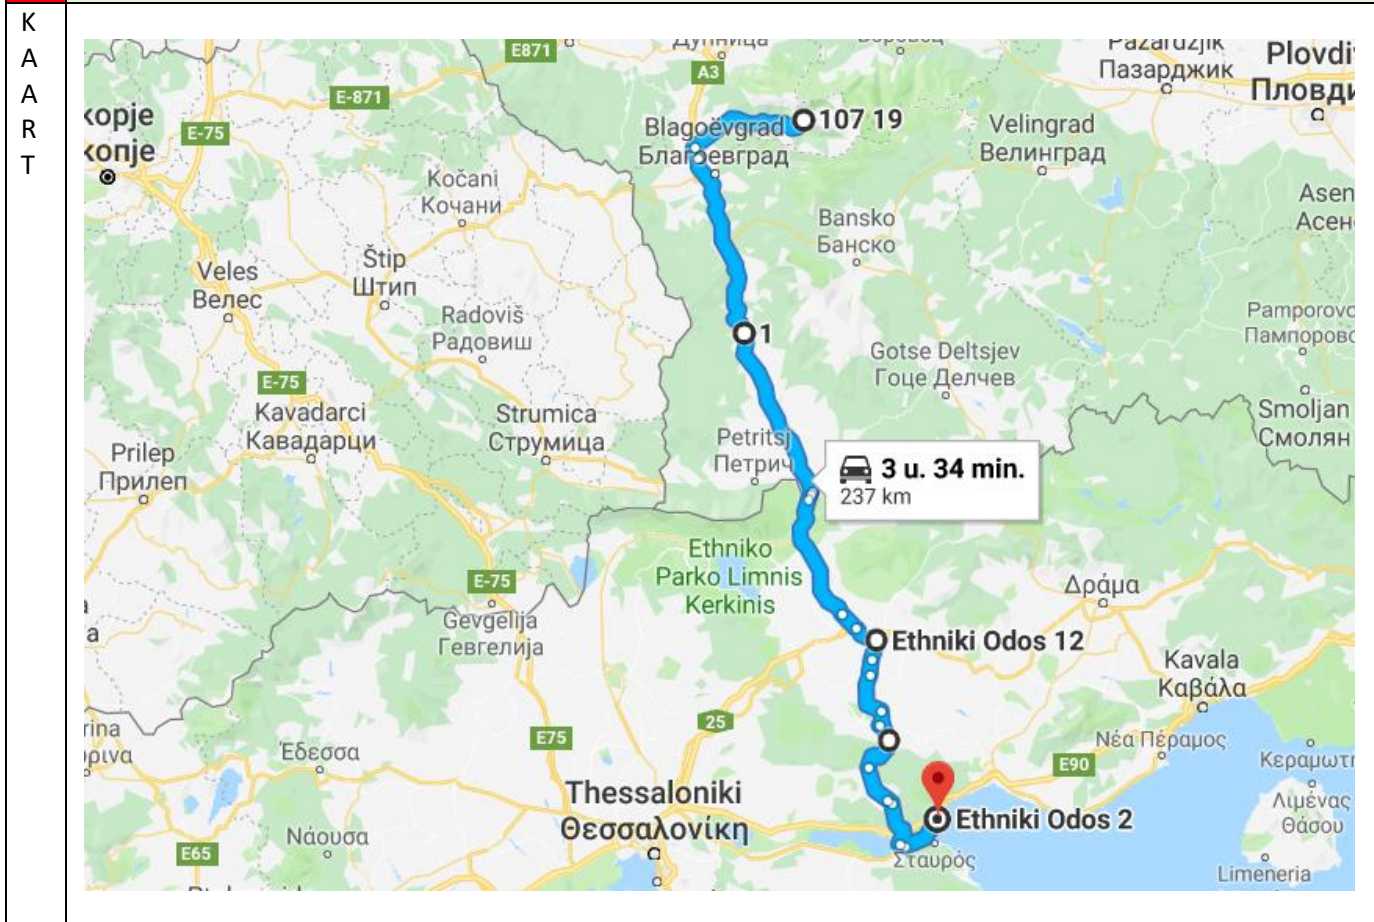 K
A
A
R
T
E871
Дупница
A3
Pazardzjik
Пазарджик
Plovdi
Пловди
E-871
107 19
kopje
копје
E-75
Blagoëvgrad
Благоевград
Velingrad
Велинград
Kočani
Кочани
Asen
Асен
Bansko
Банско
Štip
Штип
Veles
Велес
Radoviš
Радовиш
1
Pamporovo
Пампорово
Gotse Deltsjev
Гоце Делчев
E-75
Kavadarci
Кавадарци
Strumica
Струмица
Smoljan
Смолян
Prilep
Прилеп
Petritsj
Петрич
3 u. 34 min.
237 km
Ethniko
Parko Limnis
Kerkinis
E-75
Δράμα
Gevgelija
Гевгелија
a
Ethniki Odos 12
Kavala
Καβάλα
25
rina
E75
Έδεσσα
Νέα Πέραμος
E90
Κεραμωτ
Thessaloniki
Θεσσαλονίκη
Ethniki Odos 2
Λιμένας
Θάσου
Νάουσα
E65
Σταυρός
Limeneria